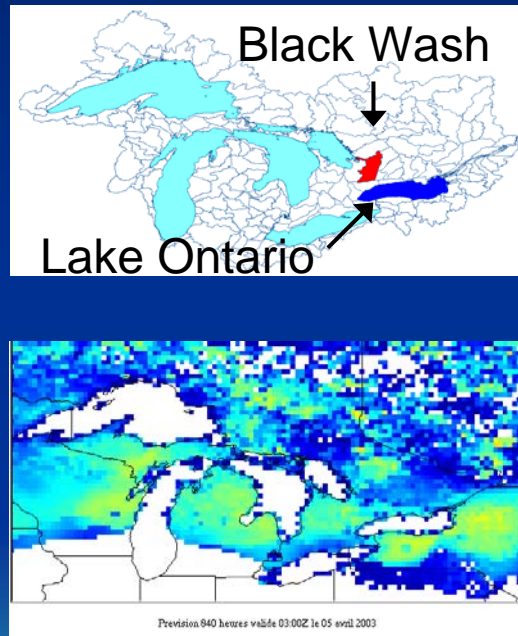 Black Wash
Lake Ontario
Prevision 840 heures valide 03:00Z le 05 avril 2003